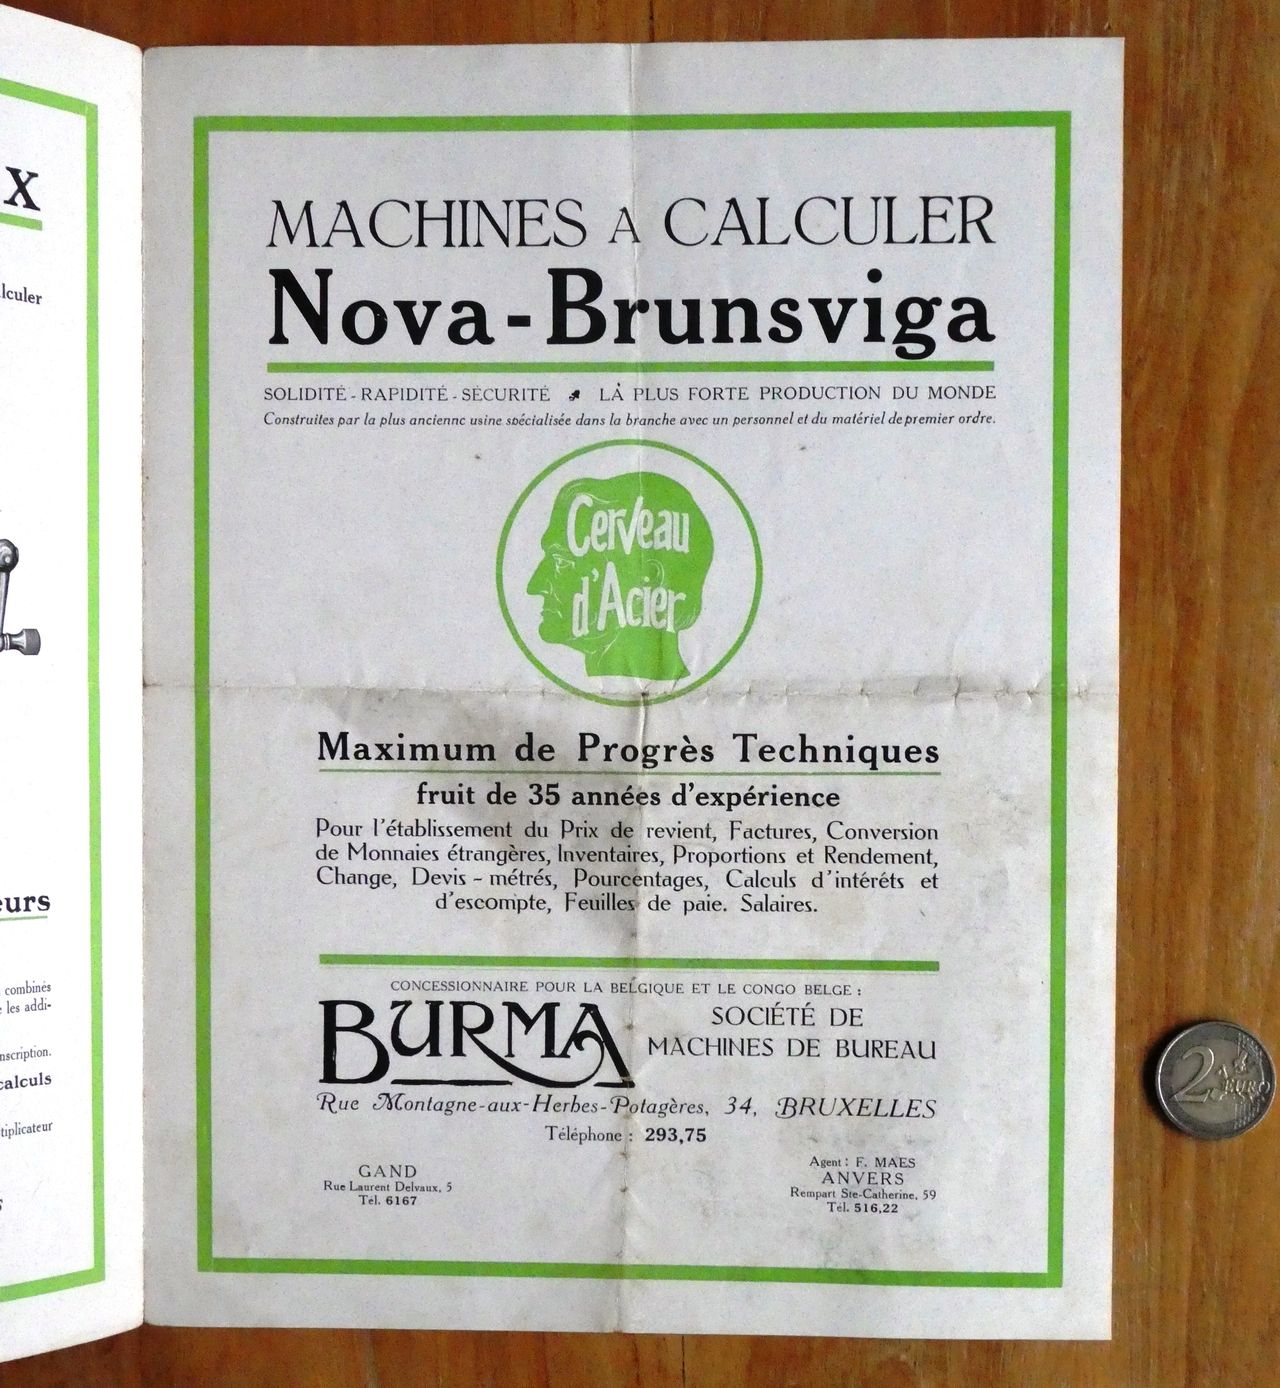 X
lculer
eurs
combinés
les addi-
nscription.
calculs
tiplicateur
MACHINES A CALCULER
Nova-Brunsviga
SOLIDITÉ - RAPIDITÉ - SÉCURITÉ LA PLUS FORTE PRODUCTION DU MONDE
Construites par la plus ancienne usine spécialisée dans la branche avec un personnel et du matériel de premier ordre.
Cerveau
d'Acier
Maximum de Progrès Techniques
fruit de 35 années d'expérience
Pour l'établissement du Prix de revient, Factures, Conversion
de Monnaies étrangères, Inventaires, Proportions et Rendement,
Change, Devis - métrés, Pourcentages, Calculs d'intéréts et
d'escompte, Feuilles de paie. Salaires.
CONCESSIONNAIRE POUR LA BELGIQUE ET LE CONGO BELGE :
BURMA
SOCIÉTÉ DE
MACHINES DE BUREAU
Rue Montagne-aux-Herbes-Potagères, 34, BRUXELLES
Téléphone : 293,75
GAND
Rue Laurent Delvaux, 5
Tél. 6167
Agent : F. MAES
ANVERS
Rempart Ste-Catherine, 59
Tél. 516,22
2 EURO